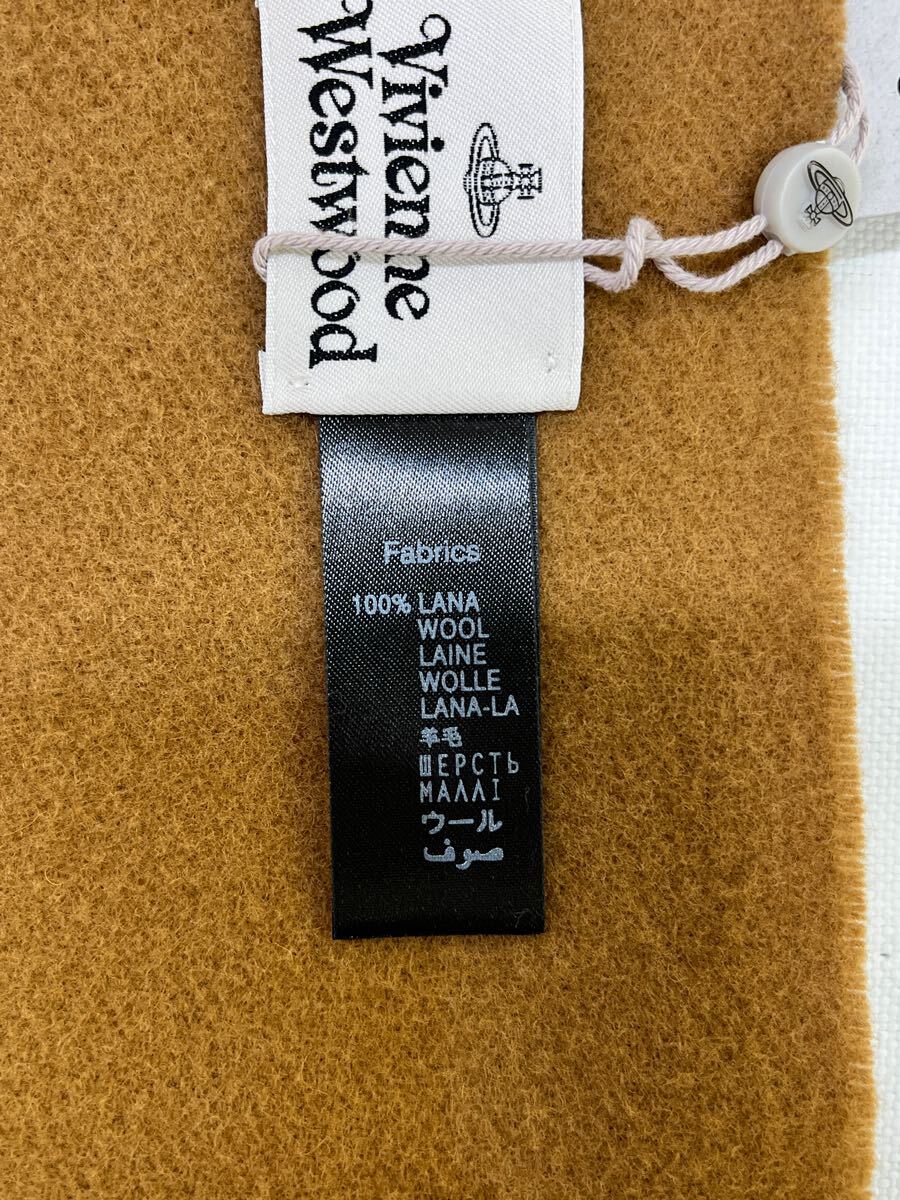 Vivienne
Westwood
Fabrics
100% LANA
WOOL
LAINE
WOLLE
LANA-LA
羊毛
ШЕРСТЬ
ΜΑΛΛΙ
ウール
صوف